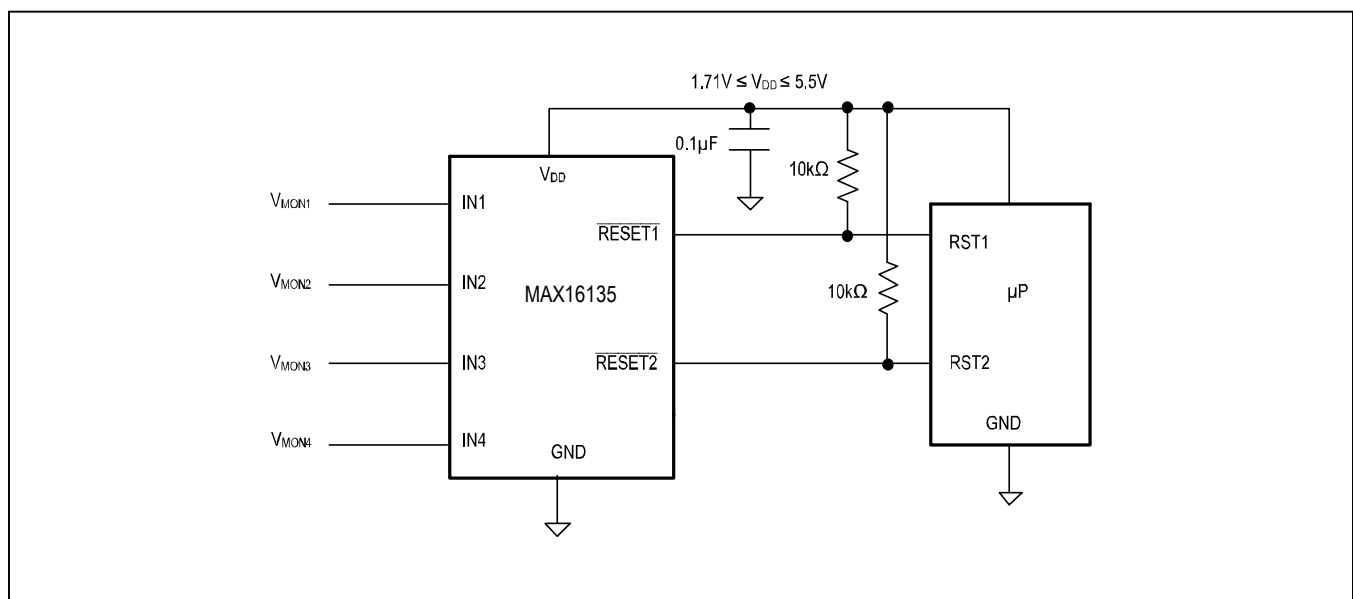 1.71V ≤ VDD ≤ 5.5V
0.1µF
10kΩ
VDD
VMON1
IN1
RESET1
RST1
VMON2
IN2
MAX16135
10kΩ
µP
VMON3
IN3
RESET2
RST2
VMON4
IN4
GND
GND